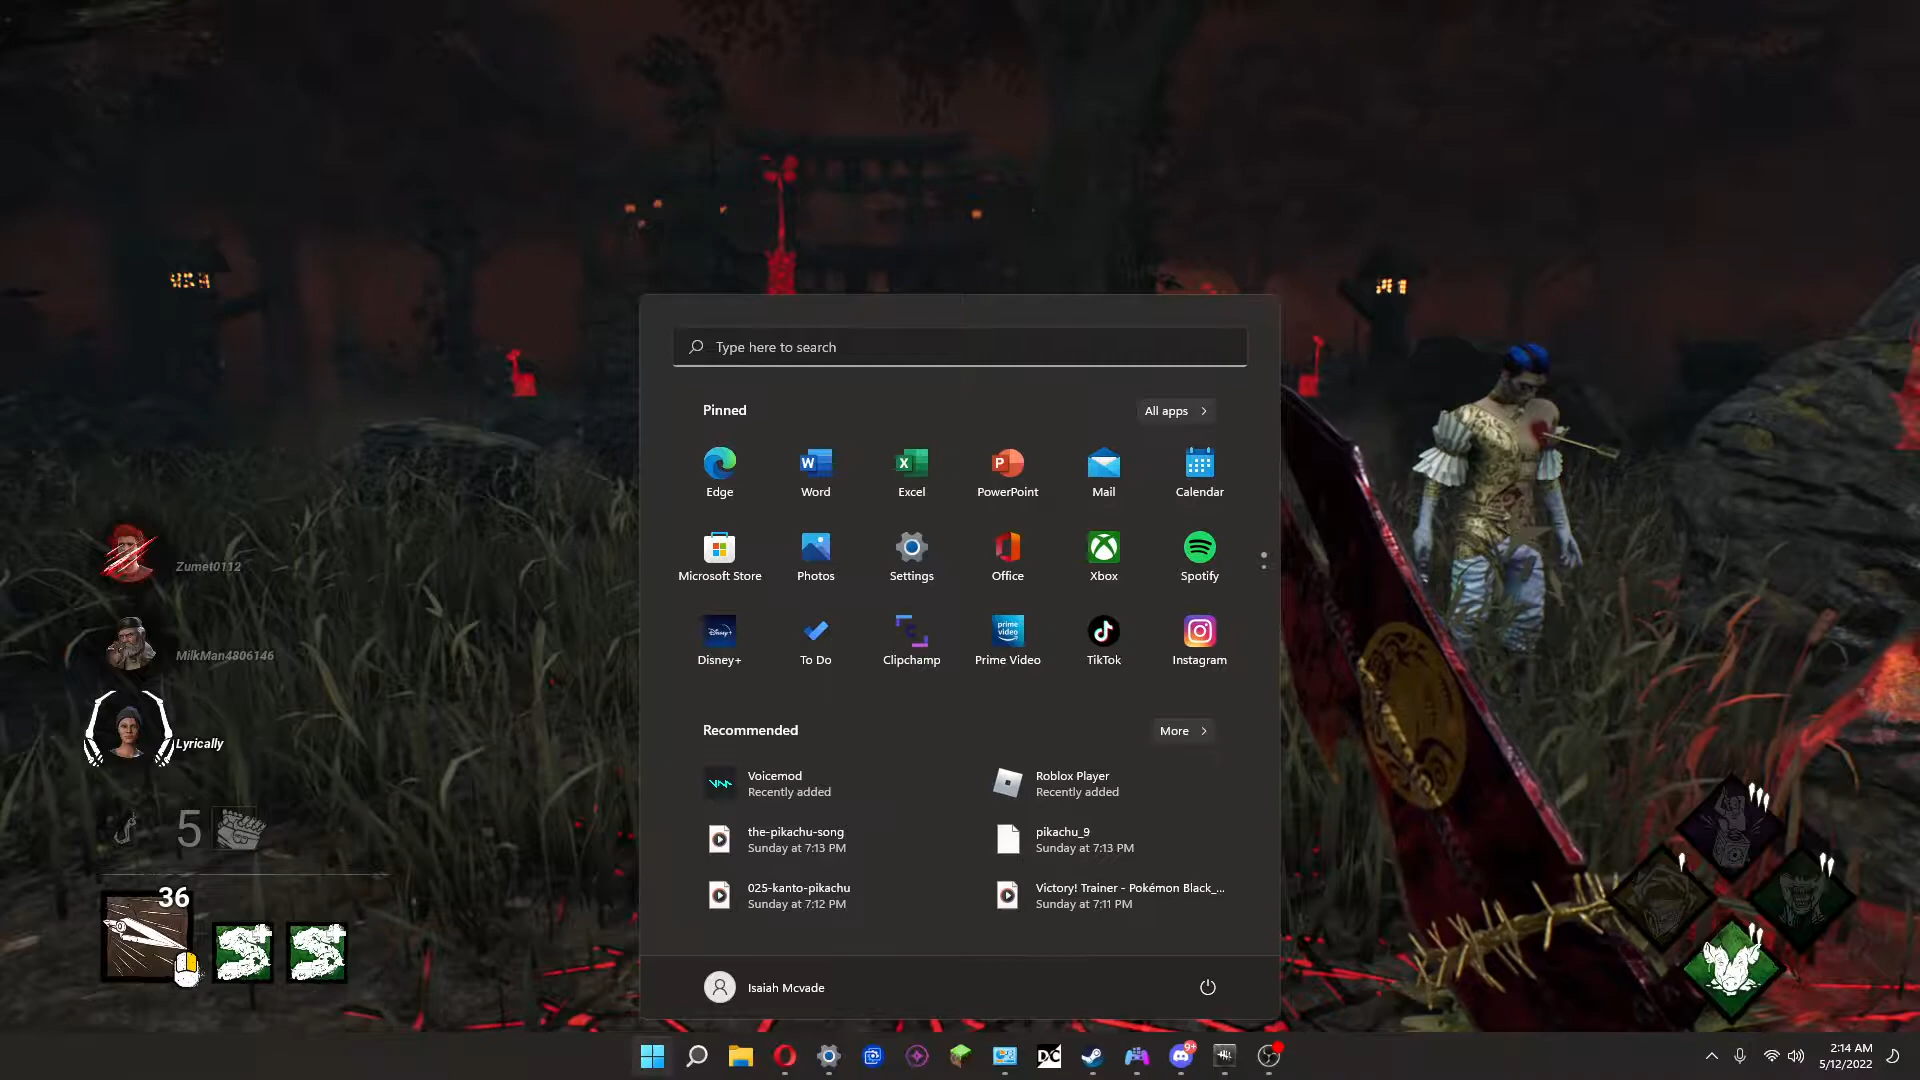 Type here to search
Pinned
All apps
Edge
Word
Excel
PowerPoint
Mail
Calendar
Microsoft Store
Photos
Settings
Office
Xbox
Spotify
Disney+
To Do
Clipchamp
prime video
Prime Video
TikTok
Instagram
Recommended
More
Voicemod
Recently added
Roblox Player
Recently added
the-pikachu-song
Sunday at 7:13 PM
pikachu_9
Sunday at 7:13 PM
025-kanto-pikachu
Sunday at 7:12 PM
Victory! Trainer - Pokémon Black_...
Sunday at 7:11 PM
Isaiah Mcvade
Zumet0112
MilkMan4806146
Lyrically
5
36
DC
9+
2:14 AM
5/12/2022